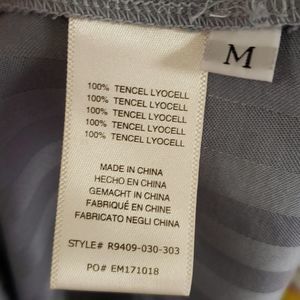 M
100% TENCEL LYOCELL
100% TENCEL LYOCELL
100% TENCEL LYOCELL
100% TENCEL LYOCELL
100% TENCEL LYOCELL
MADE IN CHINA
HECHO EN CHINA
GEMACHT IN CHINA
FABRIQUÉ EN CHINE
FABRICATO NEGLI CHINA
STYLE# R9409-030-303
PO# EM171018